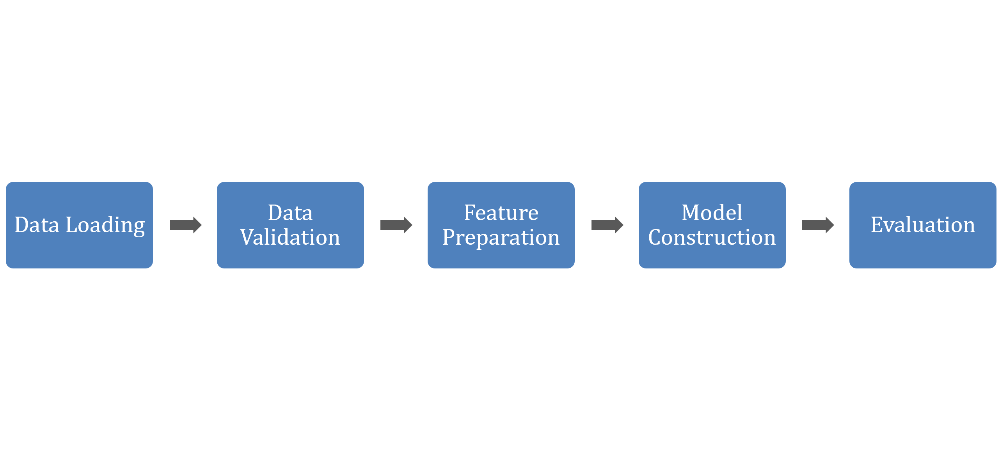 Data Loading
Data
Validation
Feature
Preparation
Model
Construction
Evaluation